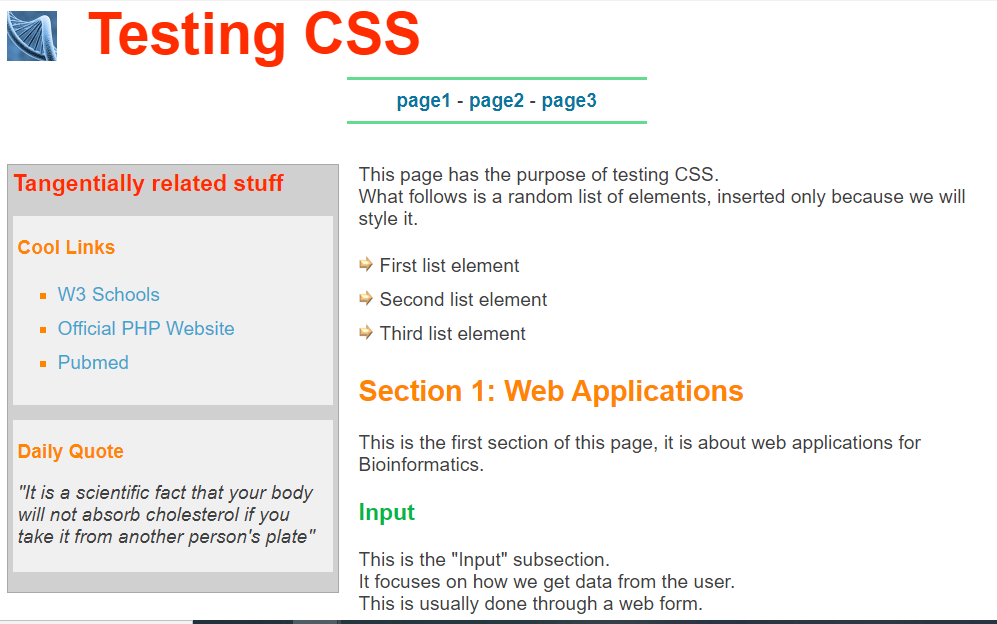 Testing CSS
page1 - page2 - page3
Tangentially related stuff
Cool Links
W3 Schools
Official PHP Website
Pubmed
Daily Quote
"It is a scientific fact that your body
will not absorb cholesterol if you
take it from another person's plate"
This page has the purpose of testing CSS.
What follows is a random list of elements, inserted only because we will
style it.
First list element
Second list element
Third list element
Section 1: Web Applications
This is the first section of this page, it is about web applications for
Bioinformatics.
Input
This is the "Input" subsection.
It focuses on how we get data from the user.
This is usually done through a web form.